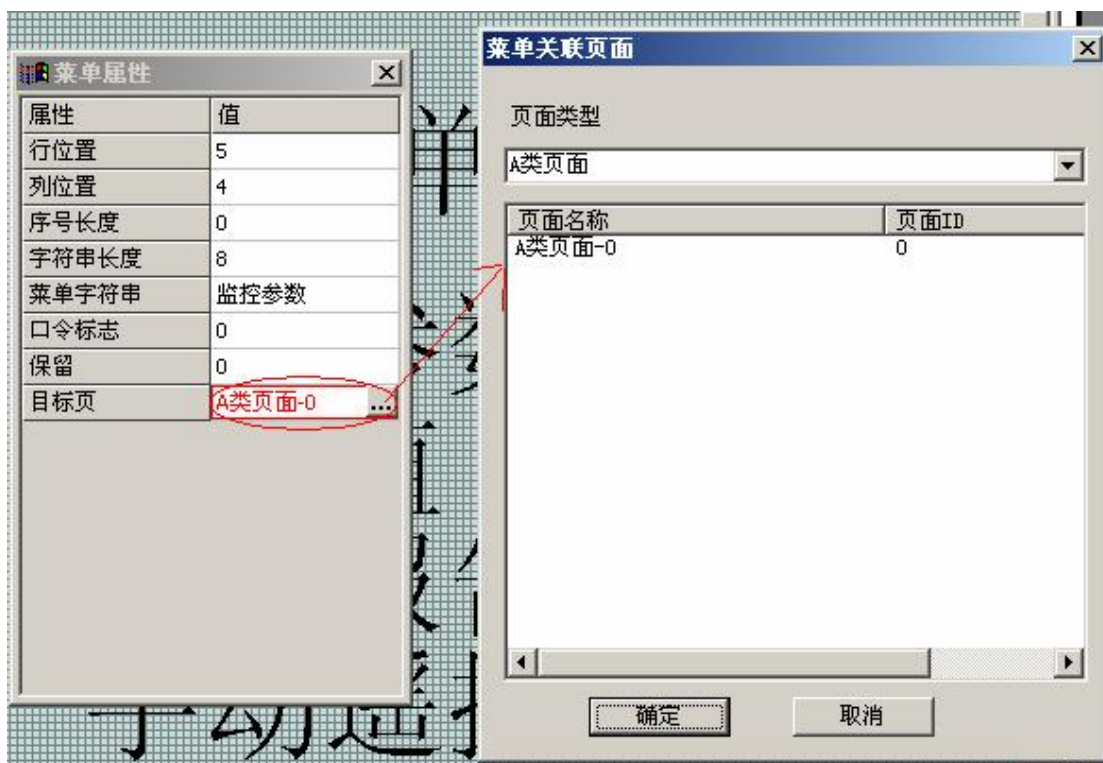 菜单属性
属性 值
行位置 5
列位置 4
序号长度 0
字符串长度 8
菜单字符串 监控参数
口令标志 0
保留 0
目标页 A类页面-0 ...
菜单关联页面
页面类型
A类页面
页面名称 页面ID
A类页面-0 0
确定 取消
单
手动遥